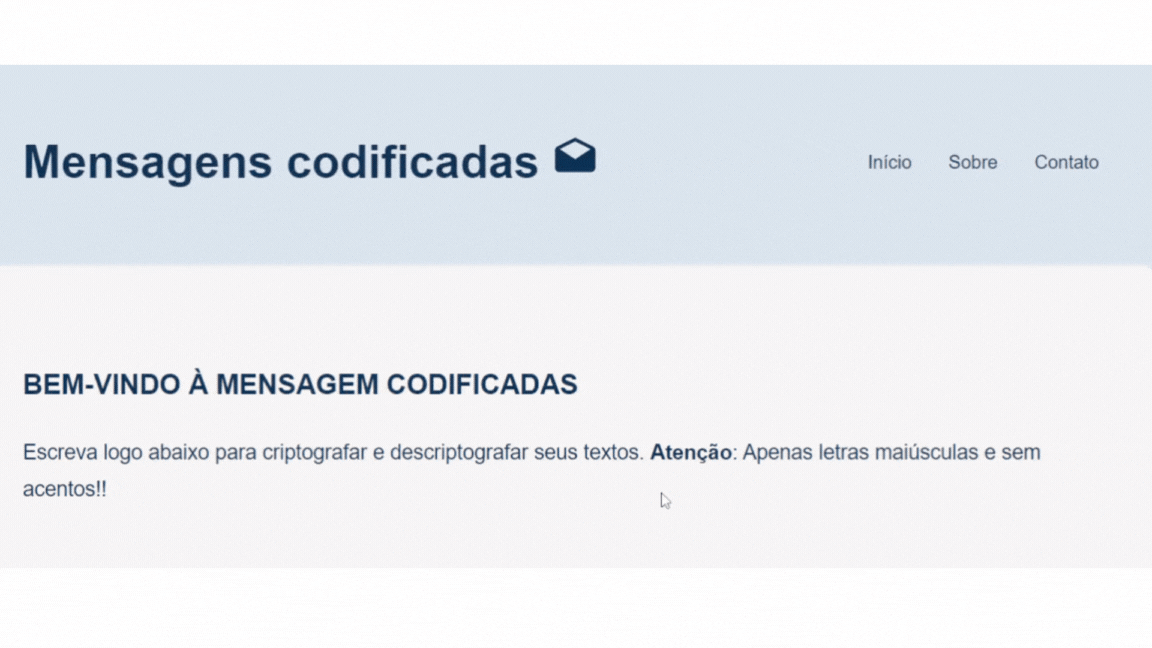 Mensagens codificadas
Início Sobre Contato
BEM-VINDO À MENSAGEM CODIFICADAS
Escreva logo abaixo para criptografar e descriptografar seus textos. Atenção: Apenas letras maiúsculas e sem
acentos!!